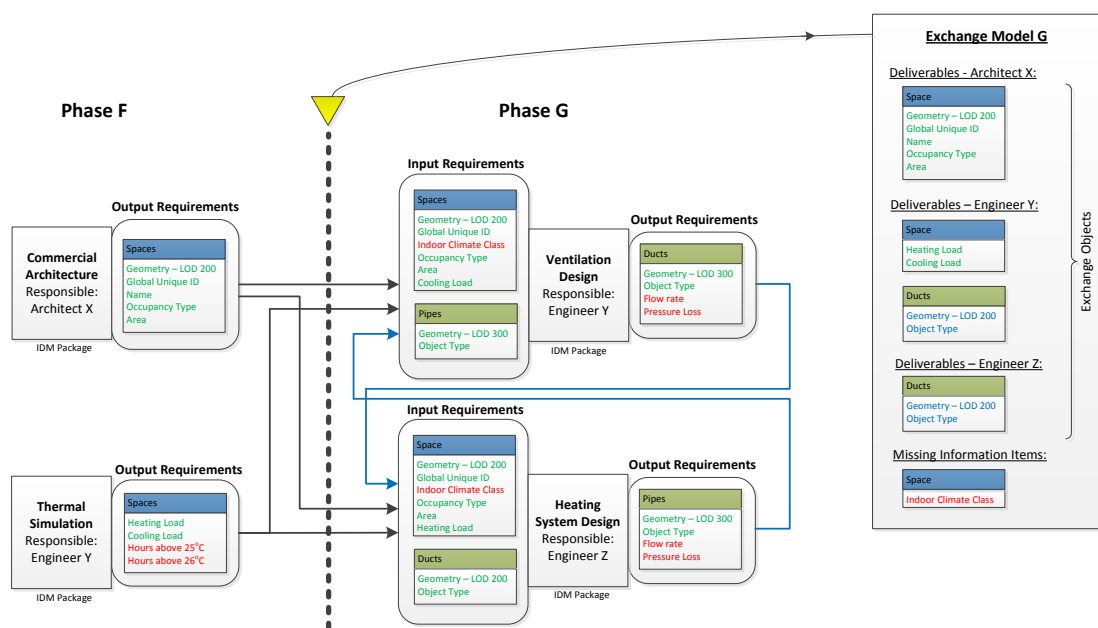 Phase F
Phase G
Output Requirements
Commercial
Architecture
Responsible:
Architect X
IDM Package
Spaces
Geometry – LOD 200
Global Unique ID
Name
Occupancy Type
Area
Output Requirements
Thermal
Simulation
Responsible:
Engineer Y
IDM Package
Spaces
Heating Load
Cooling Load
Hours above 25°C
Hours above 26°C
Input Requirements
Spaces
Geometry – LOD 200
Global Unique ID
Indoor Climate Class
Occupancy Type
Area
Cooling Load
Pipes
Geometry – LOD 300
Object Type
Ventilation
Design
Responsible:
Engineer Y
IDM Package
Output Requirements
Ducts
Geometry – LOD 300
Object Type
Flow rate
Pressure Loss
Input Requirements
Space
Geometry – LOD 200
Global Unique ID
Indoor Climate Class
Occupancy Type
Area
Heating Load
Ducts
Geometry – LOD 200
Object Type
Heating
System Design
Responsible:
Engineer Z
IDM Package
Output Requirements
Pipes
Geometry – LOD 300
Object Type
Flow rate
Pressure Loss
Exchange Model G
Deliverables - Architect X:
Space
Geometry – LOD 200
Global Unique ID
Name
Occupancy Type
Area
Deliverables – Engineer Y:
Space
Heating Load
Cooling Load
Ducts
Geometry – LOD 200
Object Type
Deliverables – Engineer Z:
Ducts
Geometry – LOD 200
Object Type
Exchange Objects
Missing Information Items:
Space
Indoor Climate Class